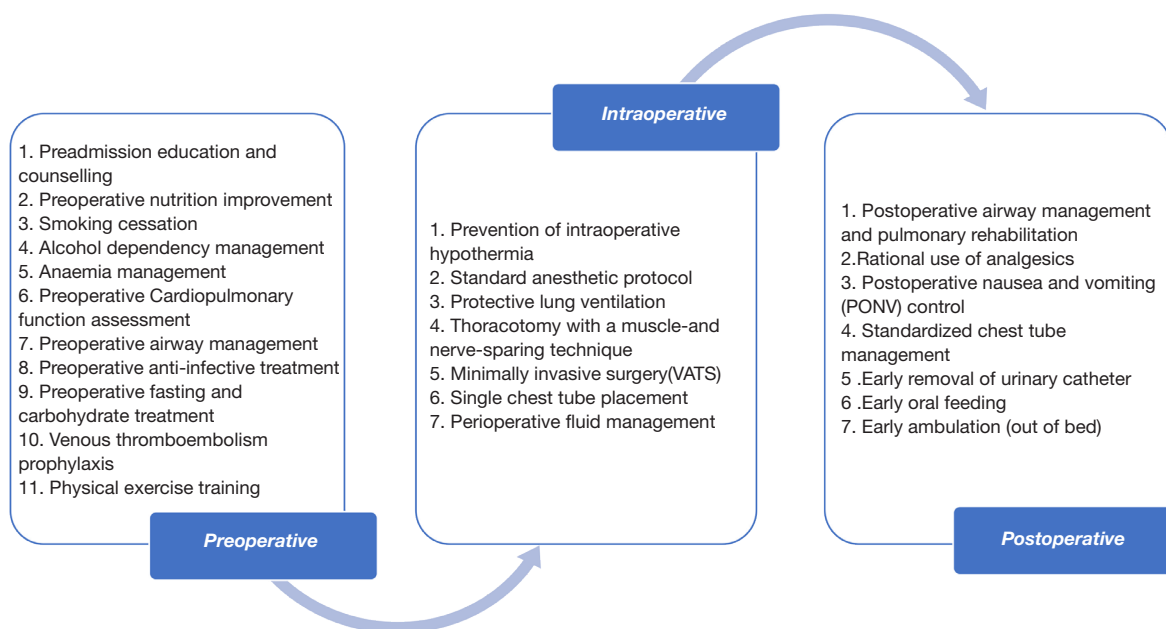 Preoperative
1. Preadmission education and
counselling
2. Preoperative nutrition improvement
3. Smoking cessation
4. Alcohol dependency management
5. Anaemia management
6. Preoperative Cardiopulmonary
function assessment
7. Preoperative airway management
8. Preoperative anti-infective treatment
9. Preoperative fasting and
carbohydrate treatment
10. Venous thromboembolism
prophylaxis
11. Physical exercise training
Intraoperative
1. Prevention of intraoperative
hypothermia
2. Standard anesthetic protocol
3. Protective lung ventilation
4. Thoracotomy with a muscle-and
nerve-sparing technique
5. Minimally invasive surgery(VATS)
6. Single chest tube placement
7. Perioperative fluid management
1. Postoperative airway management
and pulmonary rehabilitation
2.Rational use of analgesics
3. Postoperative nausea and vomiting
(PONV) control
4. Standardized chest tube
management
5 .Early removal of urinary catheter
6 .Early oral feeding
7. Early ambulation (out of bed)
Postoperative